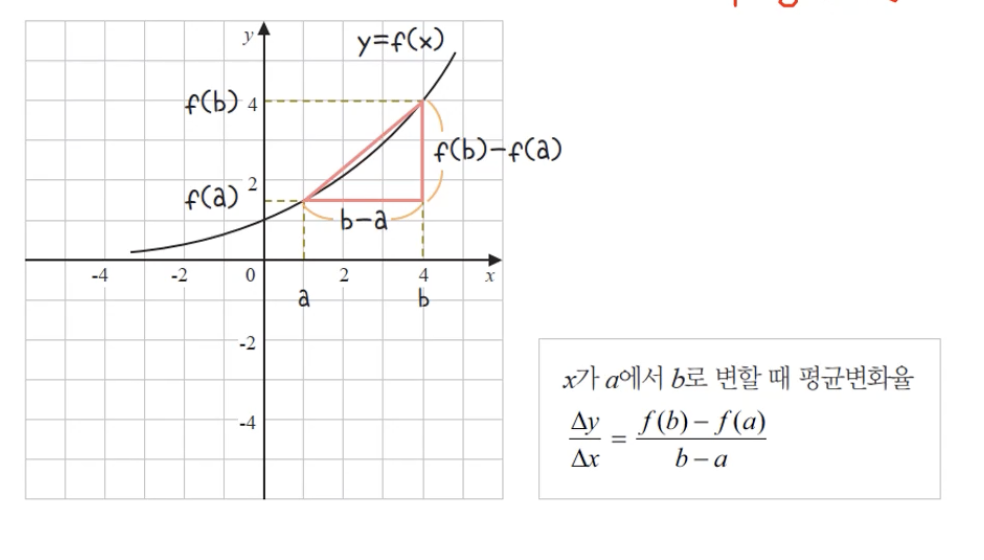 y
y=f(x)
f(b) 4
f(b)-f(a)
f(a) 2
b-a
-4 -2 0 2 4 x
a b
-2
x가 a에서 b로 변할 때 평균변화율
Δy/Δx = f(b)-f(a)/b-a
-4